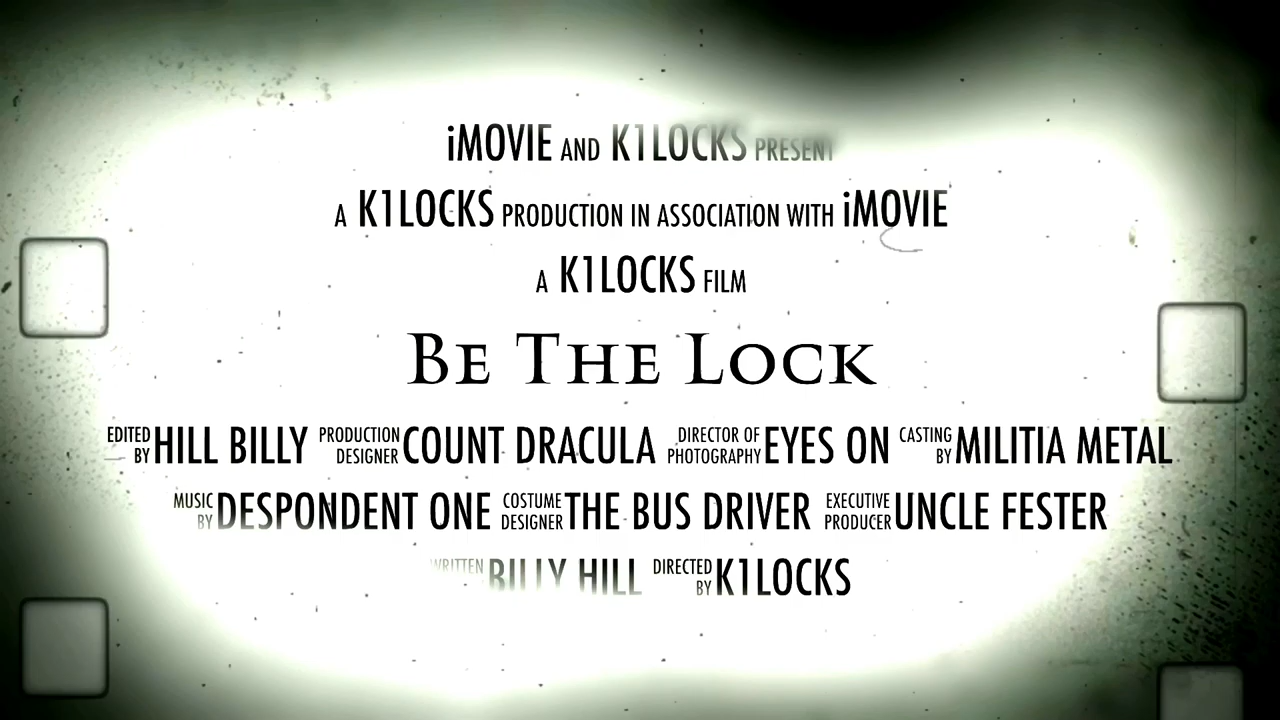 iMOVIE AND K1LOCKS PRESENT
A K1LOCKS PRODUCTION IN ASSOCIATION WITH iMOVIE
A K1LOCKS FILM
BE THE LOCK
EDITED BY HILL BILLY PRODUCTION DESIGNER COUNT DRACULA DIRECTOR OF PHOTOGRAPHY EYES ON CASTING BY MILITIA METAL
MUSIC BY DESPONDENT ONE COSTUME DESIGNER THE BUS DRIVER EXECUTIVE PRODUCER UNCLE FESTER
WRITTEN BILLY HILL DIRECTED BY K1LOCKS